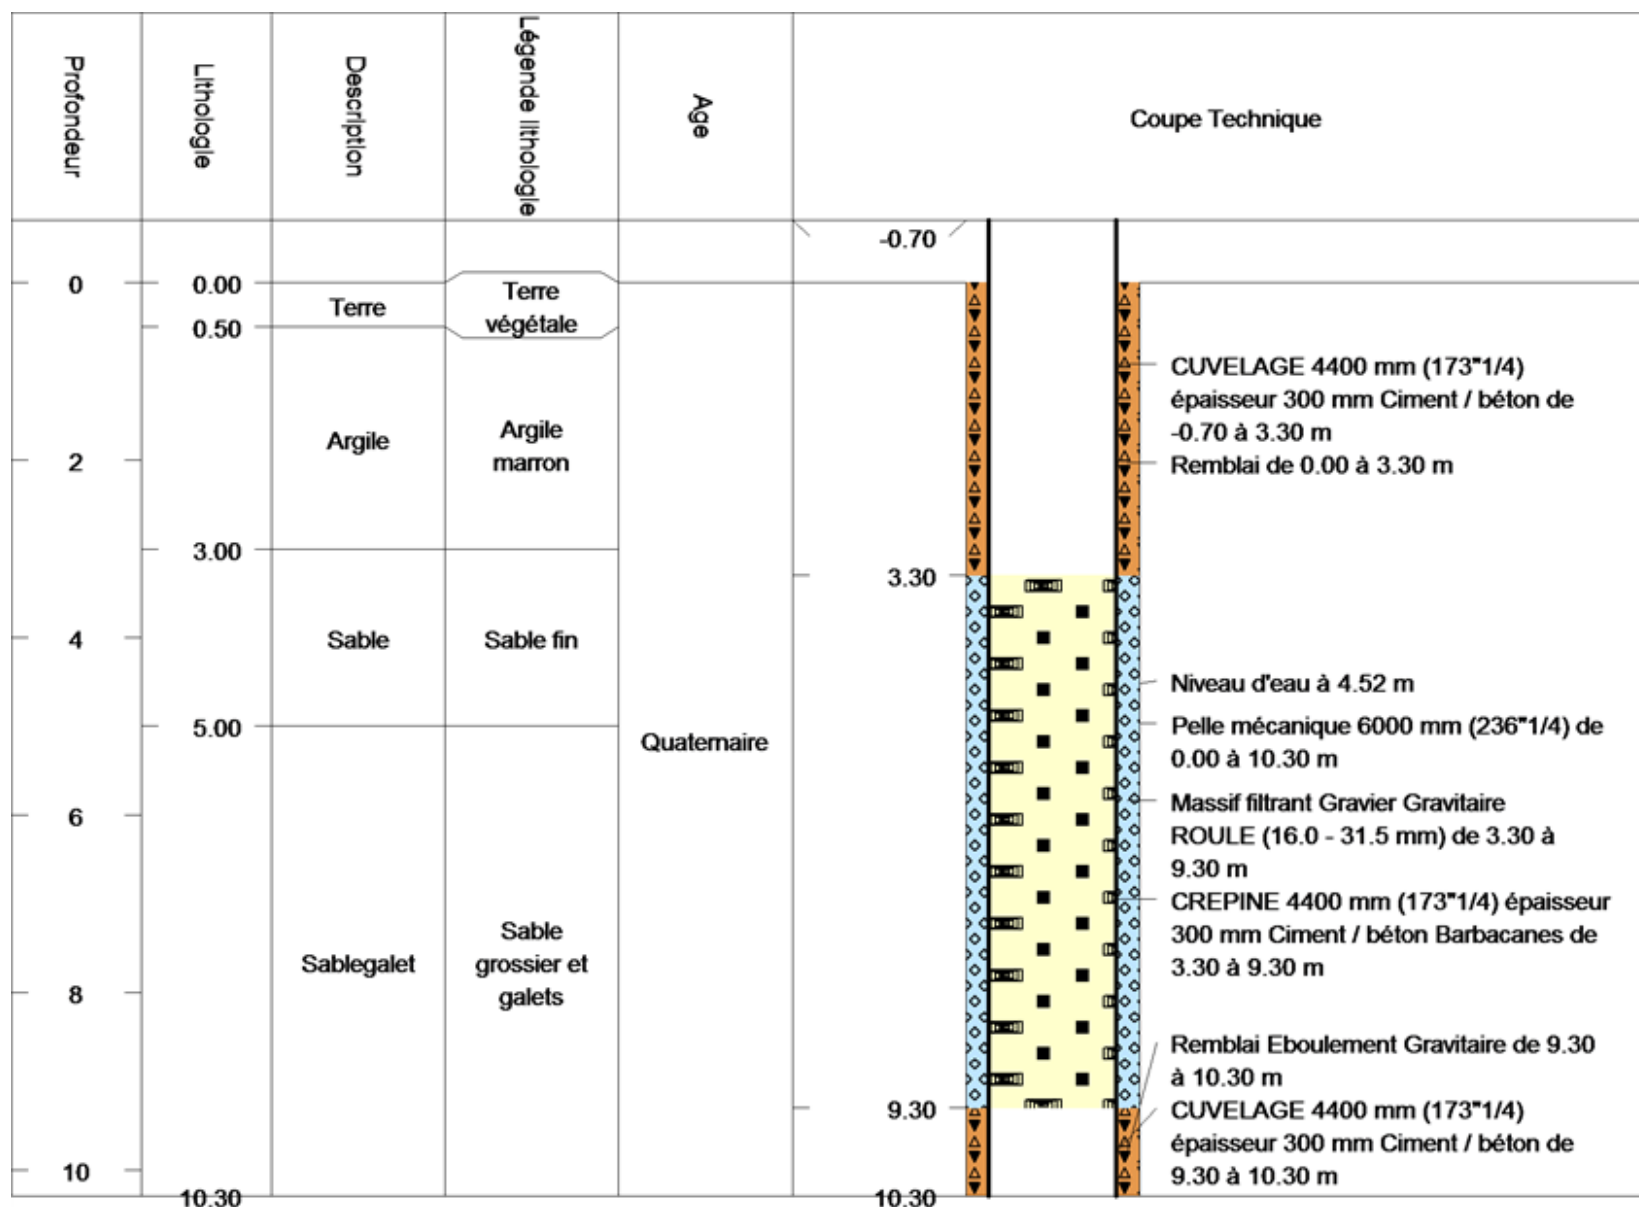 Profondeur
Lithologie
Description
Légende lithologie
Age
Coupe Technique
-0.70
0
0.00
Terre
Terre
végétale
0.50
CUVELAGE 4400 mm (173"1/4)
épaisseur 300 mm Ciment / béton de
-0.70 à 3.30 m
Remblai de 0.00 à 3.30 m
Argile
Argile
marron
2
3.00
3.30
4
Sable
Sable fin
Niveau d'eau à 4.52 m
5.00
Quaternaire
Pelle mécanique 6000 mm (236"1/4) de
0.00 à 10.30 m
Massif filtrant Gravier Gravitaire
ROULE (16.0 - 31.5 mm) de 3.30 à
9.30 m
6
CREPINE 4400 mm (173"1/4) épaisseur
300 mm Ciment / béton Barbacanes de
3.30 à 9.30 m
Sablegalet
Sable
grossier et
galets
8
Remblai Eboulement Gravitaire de 9.30
à 10.30 m
9.30
CUVELAGE 4400 mm (173"1/4)
épaisseur 300 mm Ciment / béton de
9.30 à 10.30 m
10
10.30
10.30